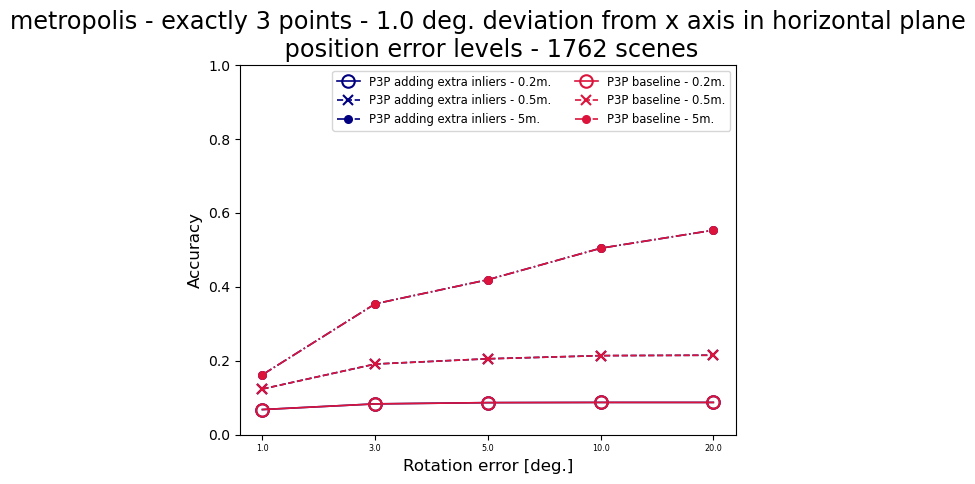 metropolis - exactly 3 points - 1.0 deg. deviation from x axis in horizontal plane
position error levels - 1762 scenes
P3P adding extra inliers - 0.2m.
P3P adding extra inliers - 0.5m.
P3P adding extra inliers - 5m.
P3P baseline - 0.2m.
P3P baseline - 0.5m.
P3P baseline - 5m.
1.0
0.8
0.6
0.4
0.2
0.0
Accuracy
1.0
3.0
5.0
10.0
20.0
Rotation error [deg.]